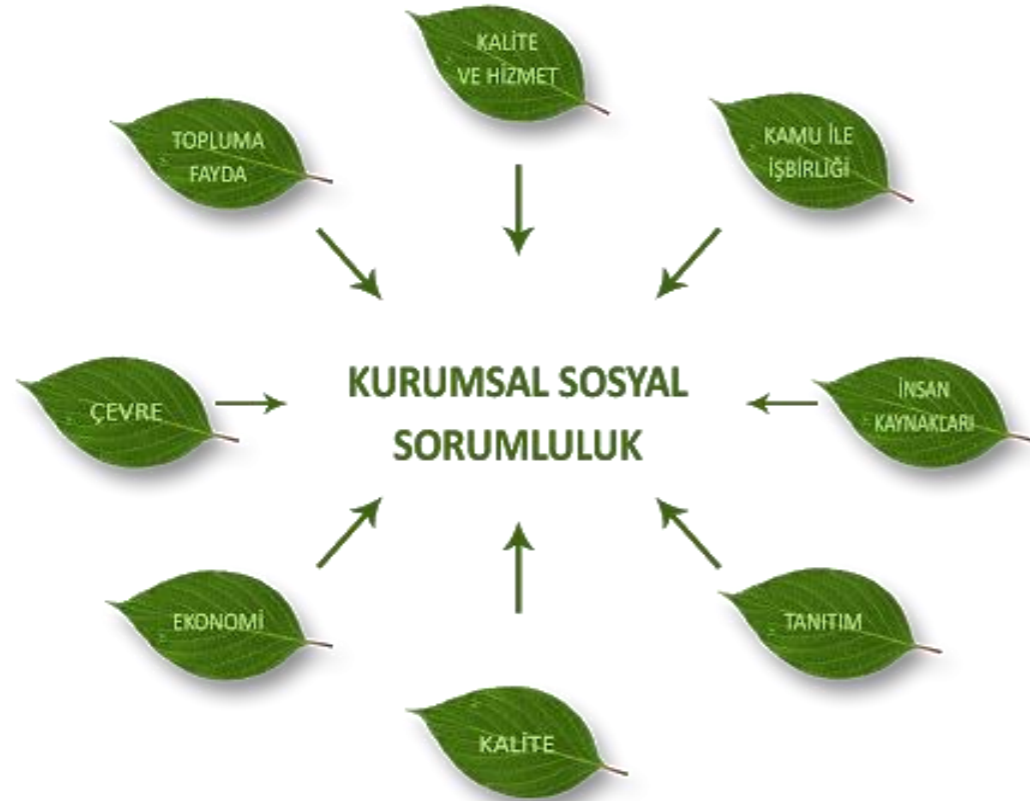 KALİTE
VE HİZMET
TOPLUMA
FAYDA
KAMU İLE
İŞBİRLİĞİ
KURUMSAL SOSYAL
SORUMLULUK
ÇEVRE
İNSAN
KAYNAKLARI
EKONOMİ
TANITIM
KALİTE